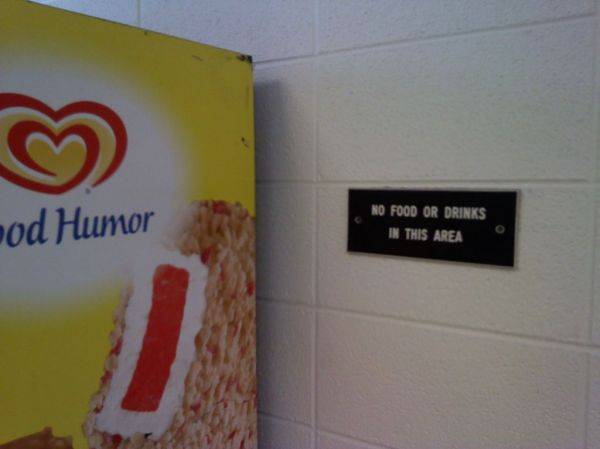 ood Humor
NO FOOD OR DRINKS
IN THIS AREA